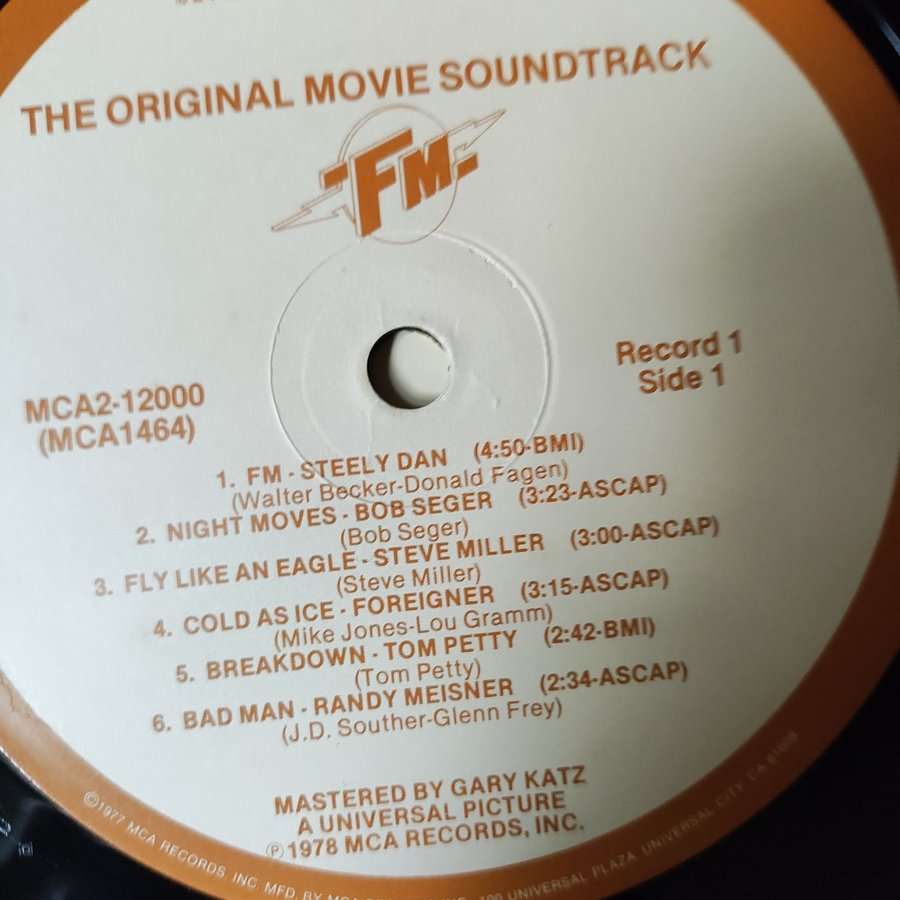 THE ORIGINAL MOVIE SOUNDTRACK
FM
Record 1
Side 1
MCA2-12000
(MCA1464)
1. FM - STEELY DAN (4:50-BMI)
(Walter Becker-Donald Fagen)
2. NIGHT MOVES - BOB SEGER (3:23-ASCAP)
(Bob Seger)
3. FLY LIKE AN EAGLE - STEVE MILLER (3:00-ASCAP)
(Steve Miller)
4. COLD AS ICE - FOREIGNER (3:15-ASCAP)
(Mike Jones-Lou Gramm)
5. BREAKDOWN - TOM PETTY (2:42-BMI)
(Tom Petty)
6. BAD MAN - RANDY MEISNER (2:34-ASCAP)
(J.D. Souther-Glenn Frey)
MASTERED BY GARY KATZ
A UNIVERSAL PICTURE
℗1978 MCA RECORDS, INC.
©1977 MCA RECORDS, INC. MFD. BY 100 UNIVERSAL PLAZA, UNIVERSAL CITY, CA